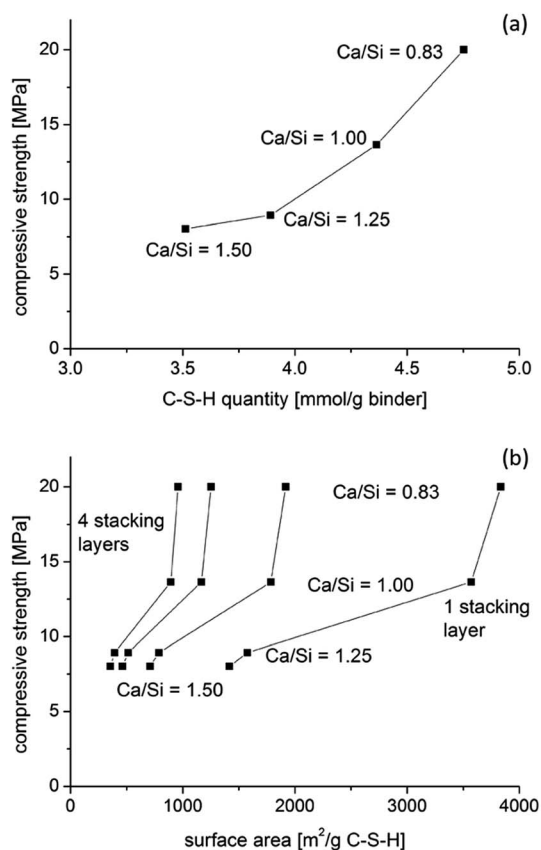 (a)
20
15
10
5
0
compressive strength [MPa]
Ca/Si = 0.83
Ca/Si = 1.00
Ca/Si = 1.25
Ca/Si = 1.50
3.0
3.5
4.0
4.5
5.0
C-S-H quantity [mmol/g binder]
(b)
20
15
10
5
0
compressive strength [MPa]
4 stacking
layers
Ca/Si = 0.83
Ca/Si = 1.00
1 stacking
layer
Ca/Si = 1.25
Ca/Si = 1.50
0
1000
2000
3000
4000
surface area [m²/g C-S-H]